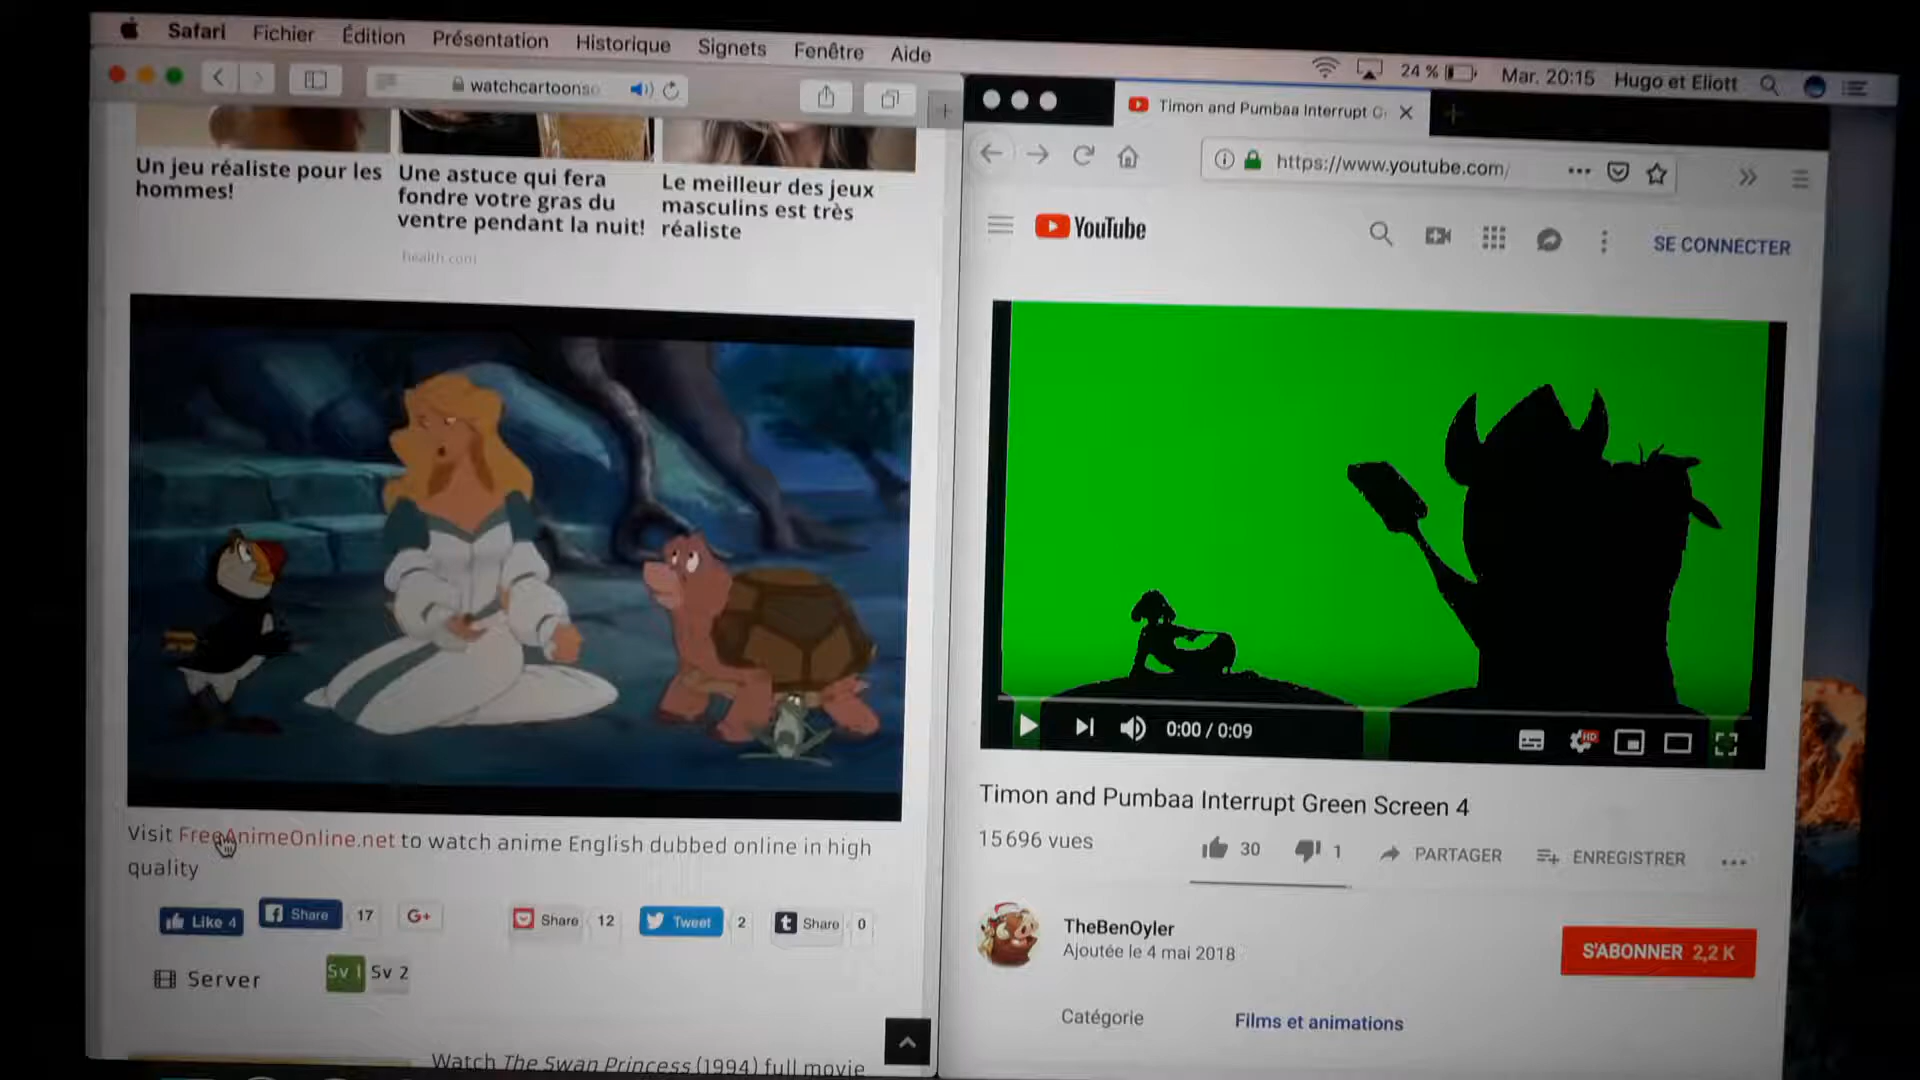 Safari Fichier Édition Présentation Historique Signets Fenêtre Aide
24 % Mar. 20:15 Hugo et Eliott
watchcartoonso
Timon and Pumbaa Interrupt G
https://www.youtube.com/
Un jeu réaliste pour les
hommes!
Une astuce qui fera
fondre votre gras du
ventre pendant la nuit!
health.com
Le meilleur des jeux
masculins est très
réaliste
YouTube
SE CONNECTER
HD
0:00 / 0:09
Visit FreeAnimeOnline.net to watch anime English dubbed online in high
quality
Like 4
Share 17
G+
Share 12
Tweet 2
t Share 0
Server Sv 1 Sv 2
Watch The Swan Princess (1994) full movie
Timon and Pumbaa Interrupt Green Screen 4
15 696 vues
30 1 PARTAGER ENREGISTRER
TheBenOyler
Ajoutée le 4 mai 2018
S'ABONNER 2,2 K
Catégorie Films et animations